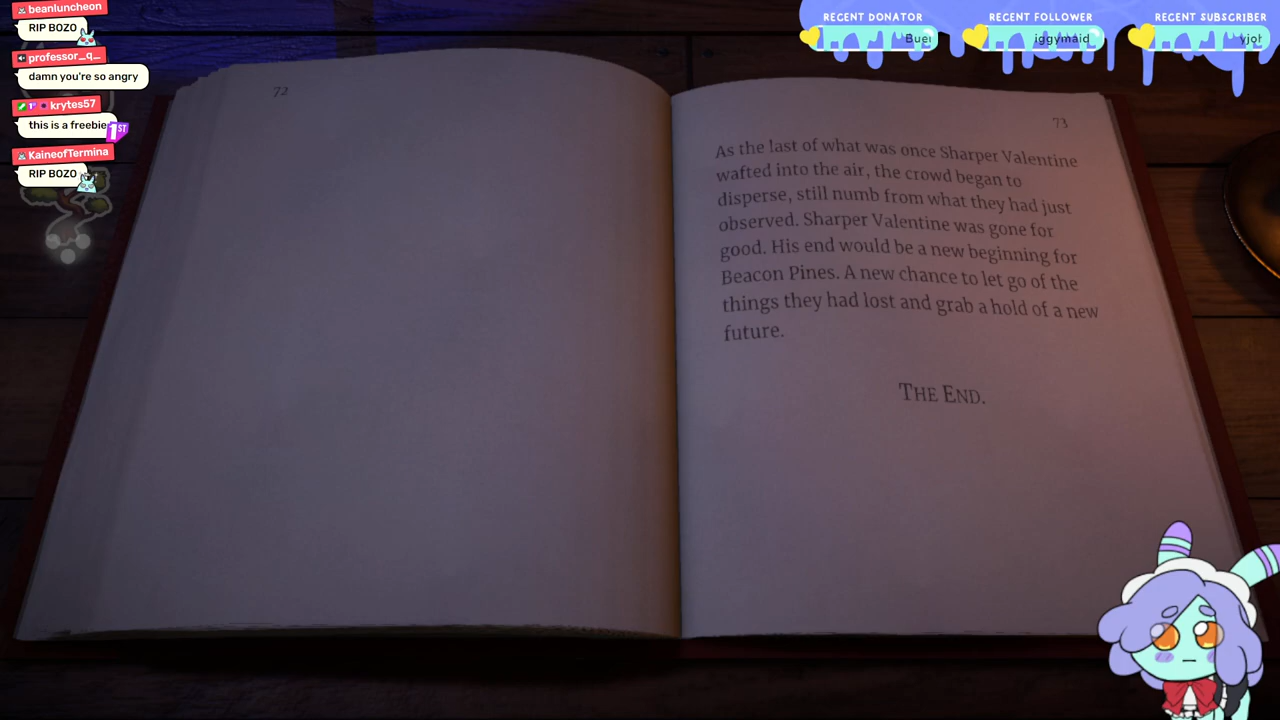 beanluncheon
RIP BOZO
professor_q_
damn you're so angry
krytes57
this is a freebie
1ST
KaineofTermina
RIP BOZO
RECENT DONATOR
RECENT FOLLOWER
iggymaid
RECENT SUBSCRIBER
72
73
As the last of what was once Sharper Valentine
wafted into the air, the crowd began to
disperse, still numb from what they had just
observed. Sharper Valentine was gone for
good. His end would be a new beginning for
Beacon Pines. A new chance to let go of the
things they had lost and grab a hold of a new
future.
THE END.